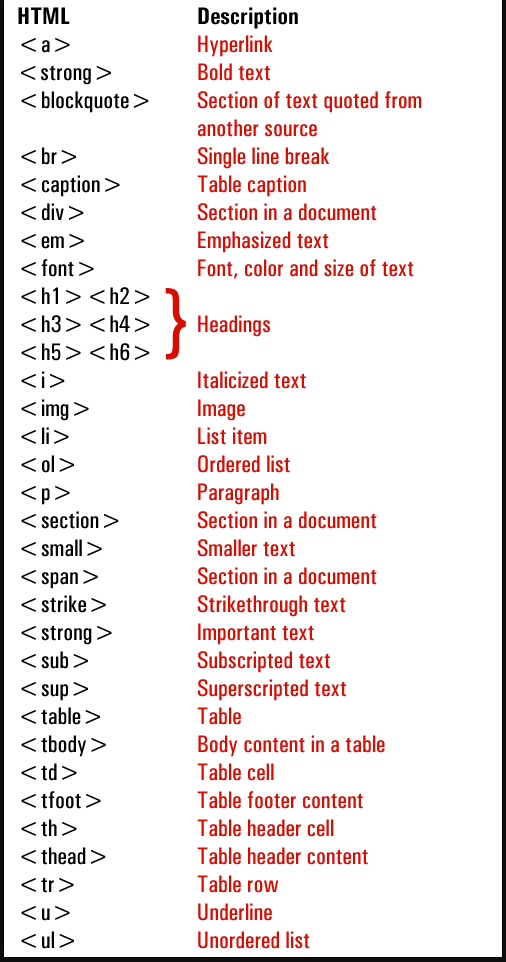 HTML Description
<a> Hyperlink
<strong> Bold text
<blockquote> Section of text quoted from
another source
<br> Single line break
<caption> Table caption
<div> Section in a document
<em> Emphasized text
<font> Font, color and size of text
<h1> <h2>
<h3> <h4> } Headings
<h5> <h6>
<i> Italicized text
<img> Image
<li> List item
<ol> Ordered list
<p> Paragraph
<section> Section in a document
<small> Smaller text
<span> Section in a document
<strike> Strikethrough text
<strong> Important text
<sub> Subscripted text
<sup> Superscripted text
<table> Table
<tbody> Body content in a table
<td> Table cell
<tfoot> Table footer content
<th> Table header cell
<thead> Table header content
<tr> Table row
<u> Underline
<ul> Unordered list